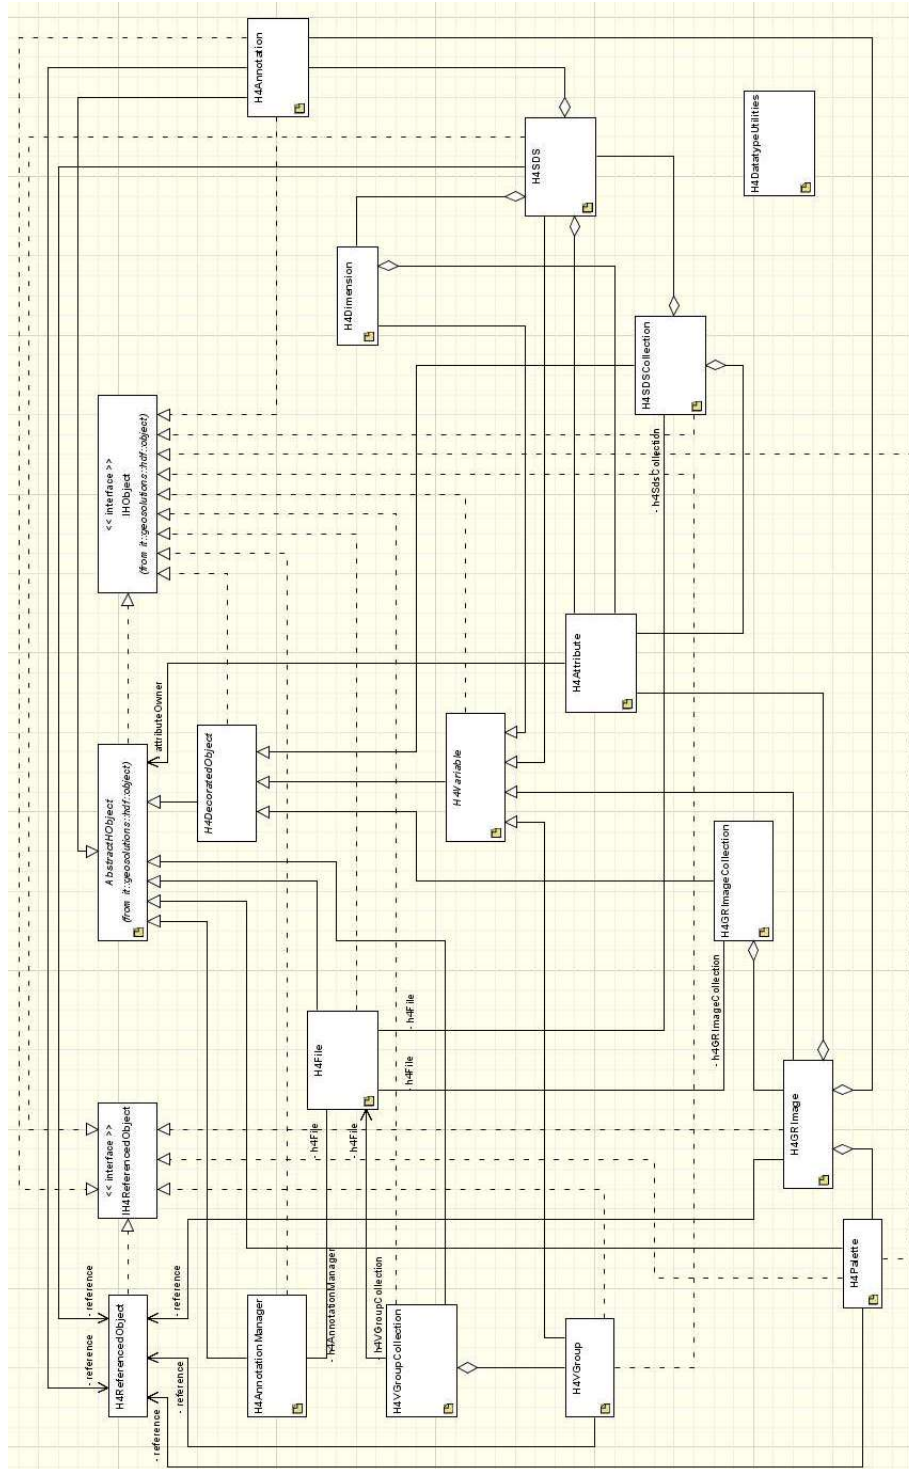 H4Annotation
H4DatatypeUtilities
H4SDS
H4Dimension
H4SDSCollection
- h4SdsCollection
<< interface >>
IHObject
(from it::geosolutions::hdf::object)
H4Attribute
attributeOwner
AbstractHObject
(from it::geosolutions::hdf::object)
H4DecoratedObject
H4Variable
H4GRImageCollection
- h4GRImageCollection
H4File
- h4File
- h4File
- h4File
- h4File
<< interface >>
IH4ReferencedObject
H4GRImage
H4Palette
- reference
- reference
- reference
- reference
- reference
H4ReferencedObject
H4AnnotationManager
- h4AnnotationManager
- h4VGroupCollection
H4VGroupCollection
H4VGroup